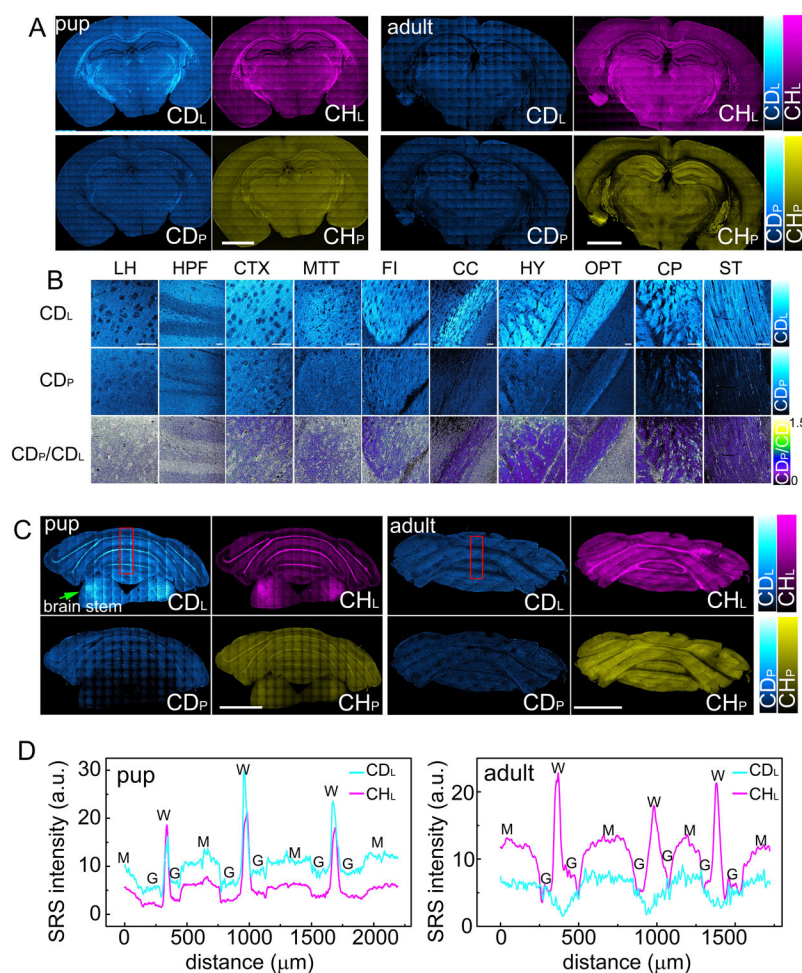 A
pup
adult
CDL
CHL
CDL
CHL
CDL
CHL
CDP
CHP
CDP
CHP
CDP
CHP
B
LH HPF CTX MTT FI CC HY OPT CP ST
CDL
CDL
CDP
CDP
CDP/CDL
1.5
CDP/CDL
0
C
pup
adult
brain stem
CDL
CHL
CDL
CHL
CDL
CHL
CDP
CHP
CDP
CHP
CDP
CHP
D
pup
CDL
CHL
W
W
W
M
M
M
M
G
G
G
G
G
G
30
20
10
0
SRS intensity (a.u.)
0 500 1000 1500 2000
distance (μm)
adult
CDL
CHL
W
W
W
M
M
M
M
G
G
G
G
G
G
20
10
0
SRS intensity (a.u.)
0 500 1000 1500
distance (μm)